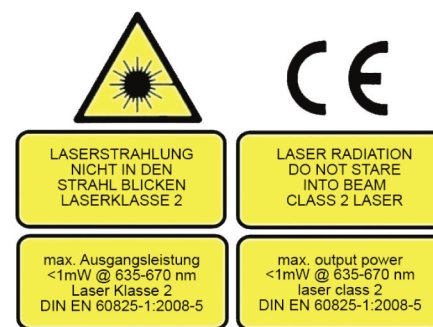 CE
LASERSTRAHLUNG
NICHT IN DEN
STRAHL BLICKEN
LASERKLASSE 2
LASER RADIATION
DO NOT STARE
INTO BEAM
CLASS 2 LASER
max. Ausgangsleistung
<1mW @ 635-670 nm
Laser Klasse 2
DIN EN 60825-1:2008-5
max. output power
<1mW @ 635-670 nm
laser class 2
DIN EN 60825-1:2008-5